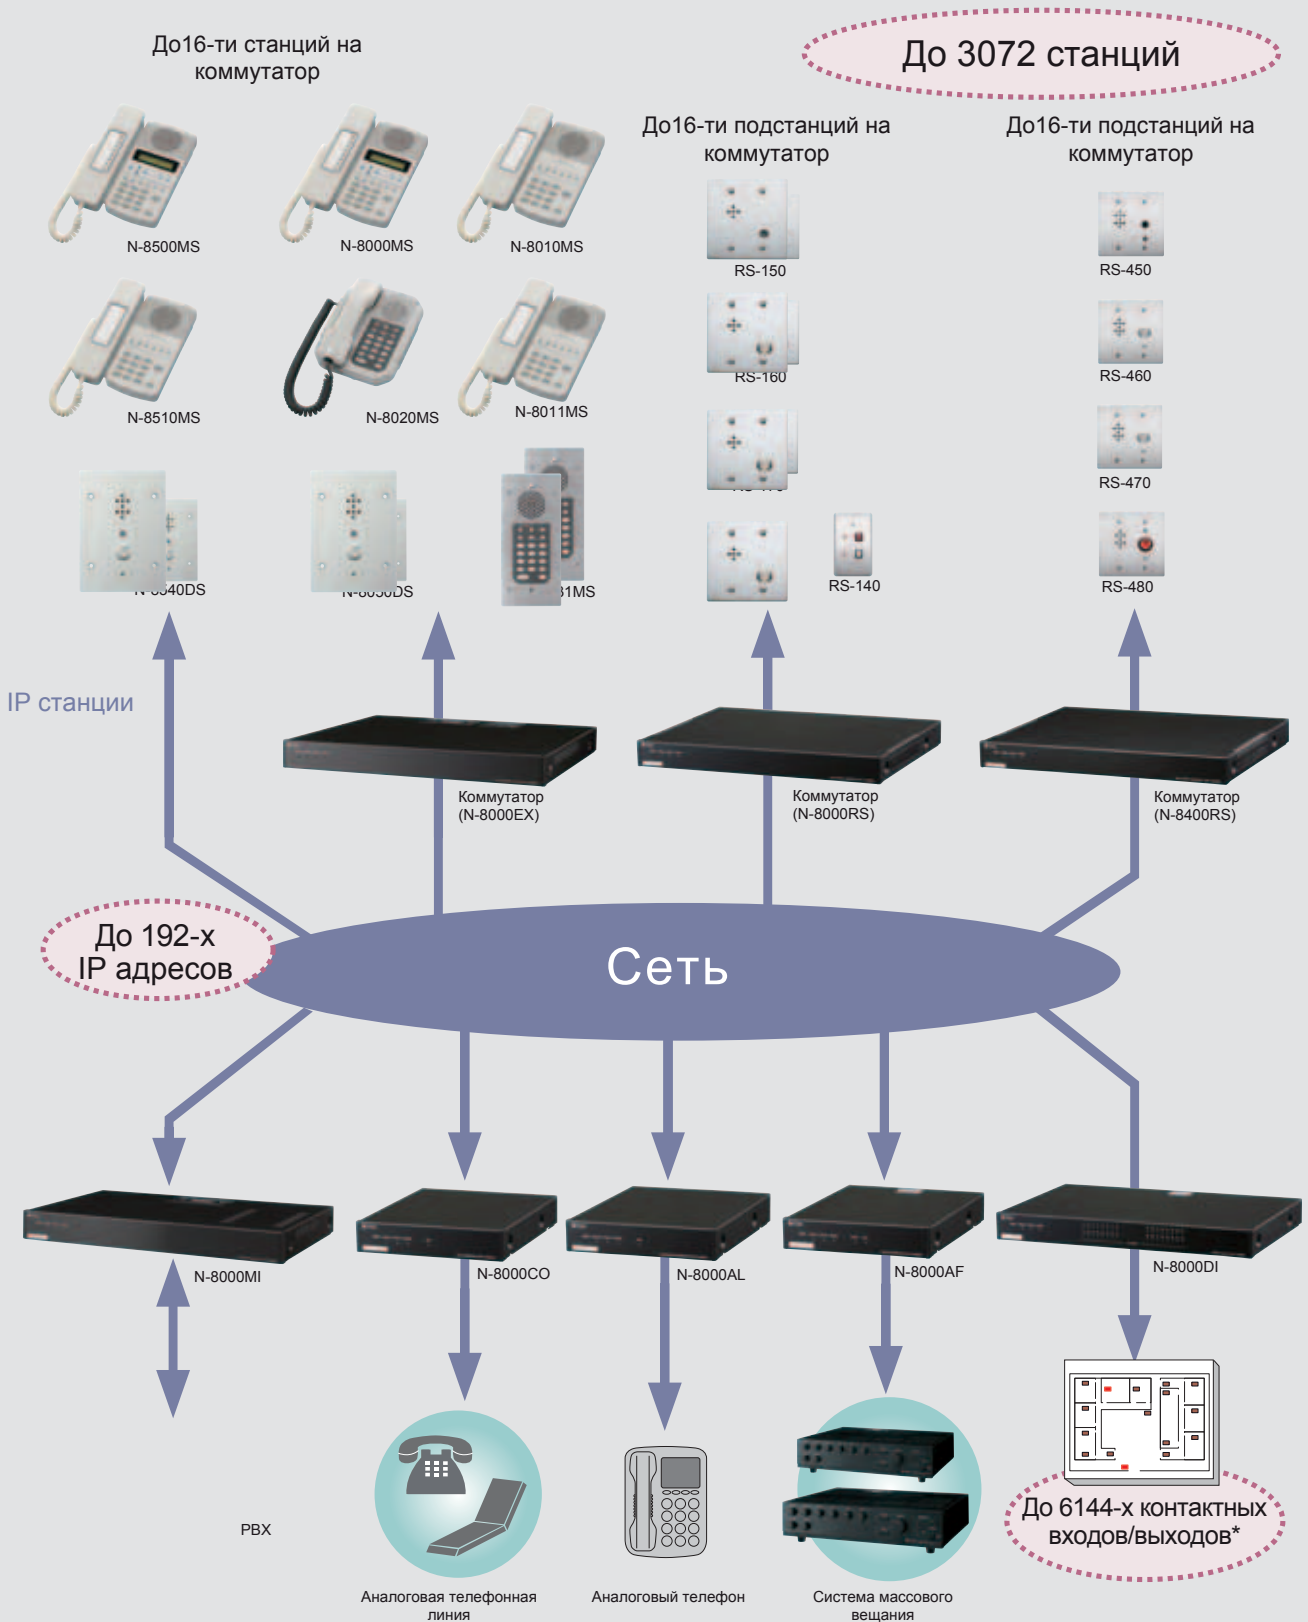 До16-ти станций на
коммутатор
До 3072 станций
До16-ти подстанций на
коммутатор
До16-ти подстанций на
коммутатор
N-8500MS
N-8000MS
N-8010MS
RS-150
RS-450
N-8510MS
N-8020MS
N-8011MS
RS-160
RS-460
RS-470
N-8050DS
31MS
RS-140
RS-480
IP станции
Коммутатор
(N-8000EX)
Коммутатор
(N-8000RS)
Коммутатор
(N-8400RS)
До 192-х
IP адресов
Сеть
N-8000MI
N-8000CO
N-8000AL
N-8000AF
N-8000DI
PBX
Аналоговая телефонная
линия
Аналоговый телефон
Система массового
вещания
До 6144-х контактных
входов/выходов*